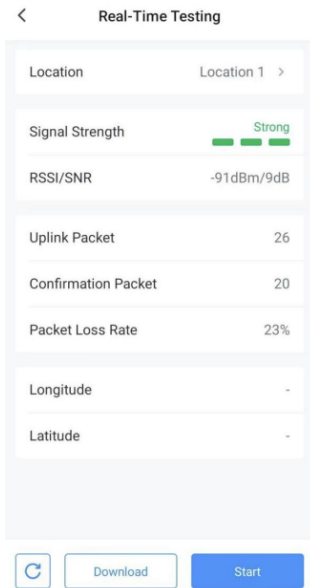 Real-Time Testing
Location Location 1
Signal Strength Strong
RSSI/SNR -91dBm/9dB
Uplink Packet 26
Confirmation Packet 20
Packet Loss Rate 23%
Longitude -
Latitude -
Download Start